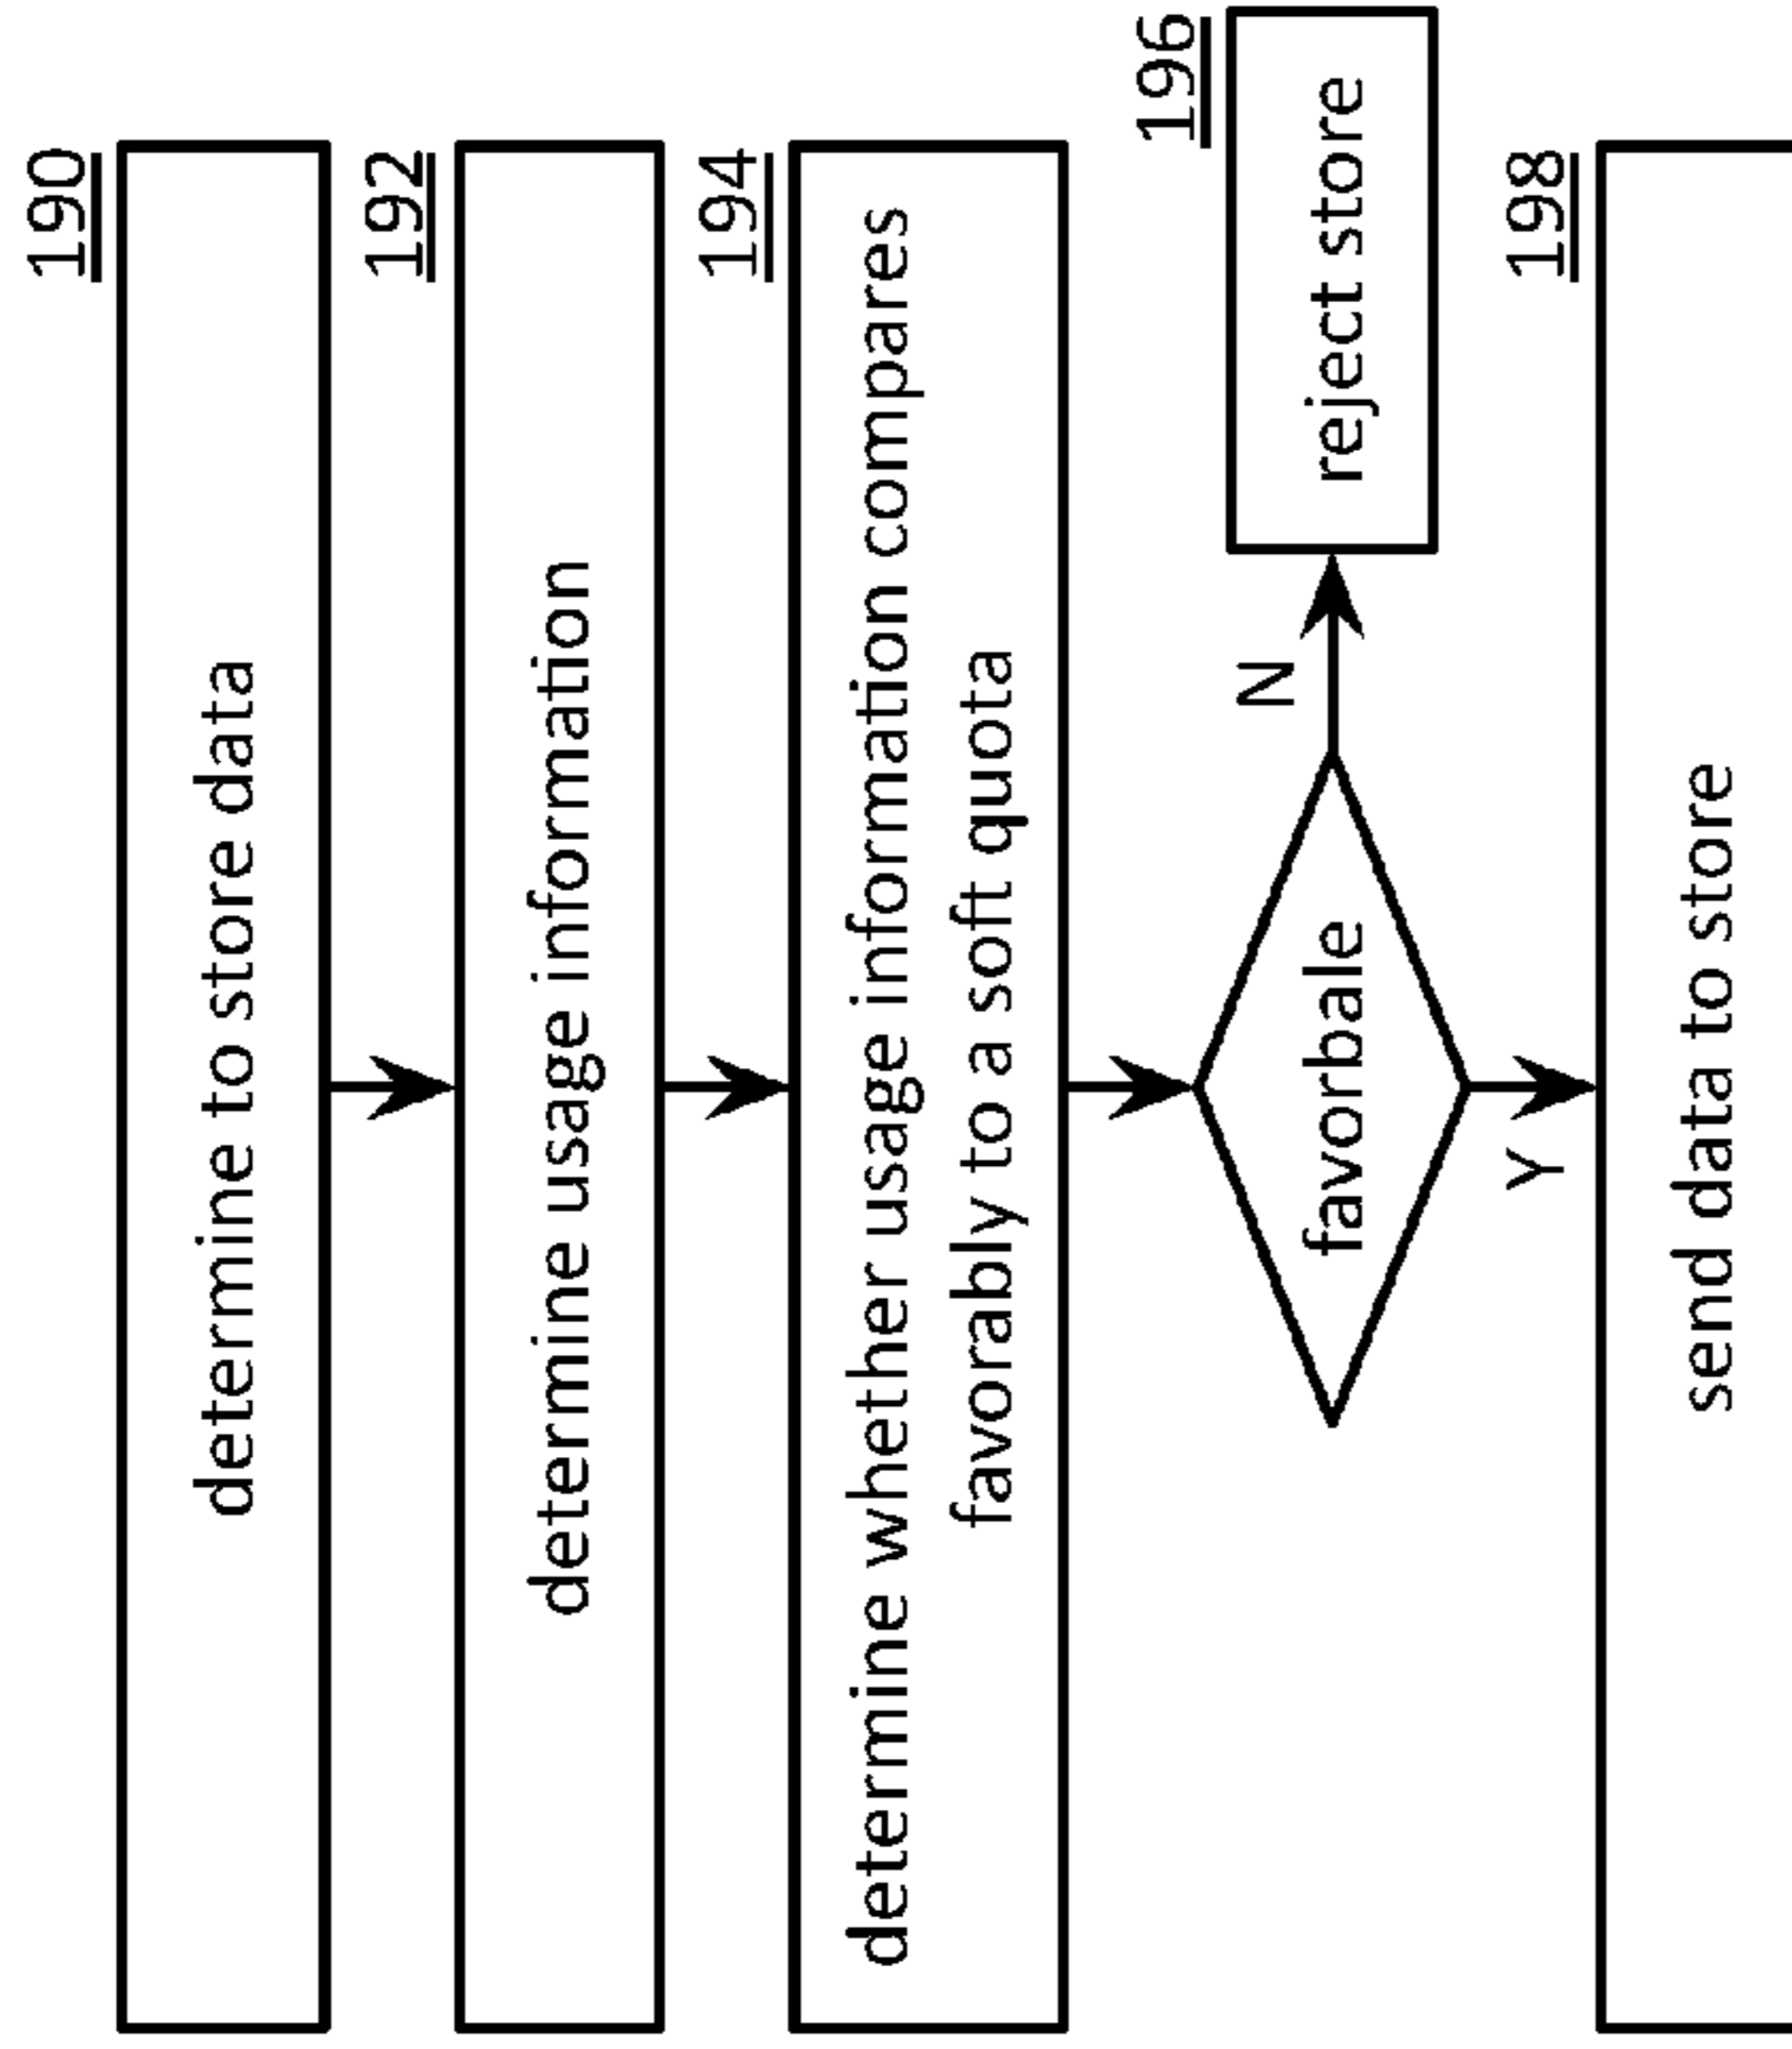 190
determine to store data
192
determine usage information
194
determine whether usage information compares
favorably to a soft quota
196
favorbale
N
reject store
Y
198
send data to store